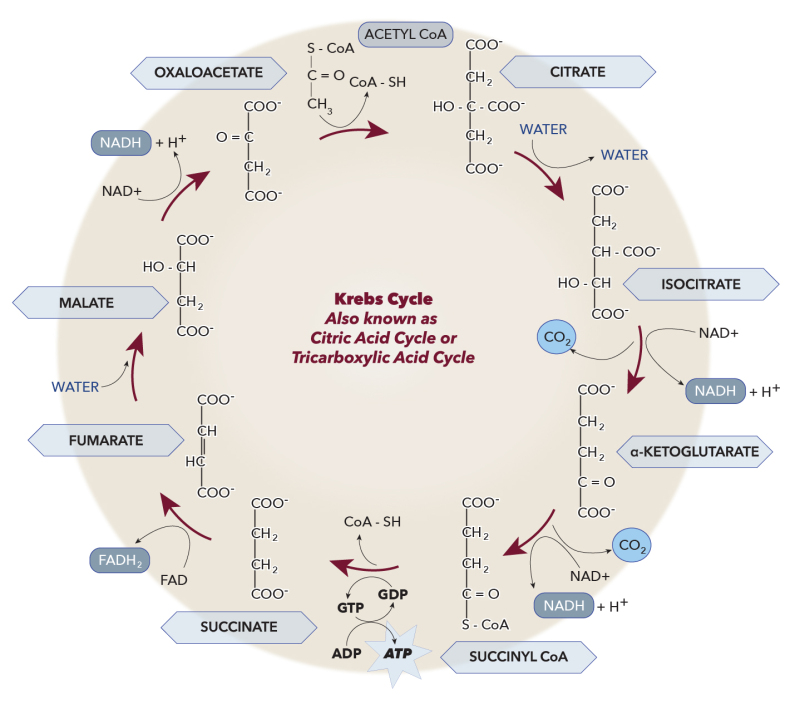 ACETYL CoA
S - CoA
C = O
CH3
CoA - SH
OXALOACETATE
COO-
O = C
CH2
COO-
CITRATE
COO-
CH2
HO - C - COO-
CH2
COO-
WATER
WATER
COO-
CH2
CH - COO-
HO - CH
COO-
ISOCITRATE
CO2
NAD+
NADH + H+
COO-
CH2
CH2
C = O
COO-
α-KETOGLUTARATE
CO2
NAD+
NADH + H+
COO-
CH2
CH2
C = O
S - CoA
SUCCINYL CoA
CoA - SH
GDP
GTP
ADP
ATP
COO-
CH2
CH2
COO-
SUCCINATE
FADH2
FAD
COO-
CH
HC
COO-
FUMARATE
WATER
COO-
HO - CH
CH2
COO-
MALATE
NAD+
NADH + H+
Krebs Cycle
Also known as
Citric Acid Cycle or
Tricarboxylic Acid Cycle